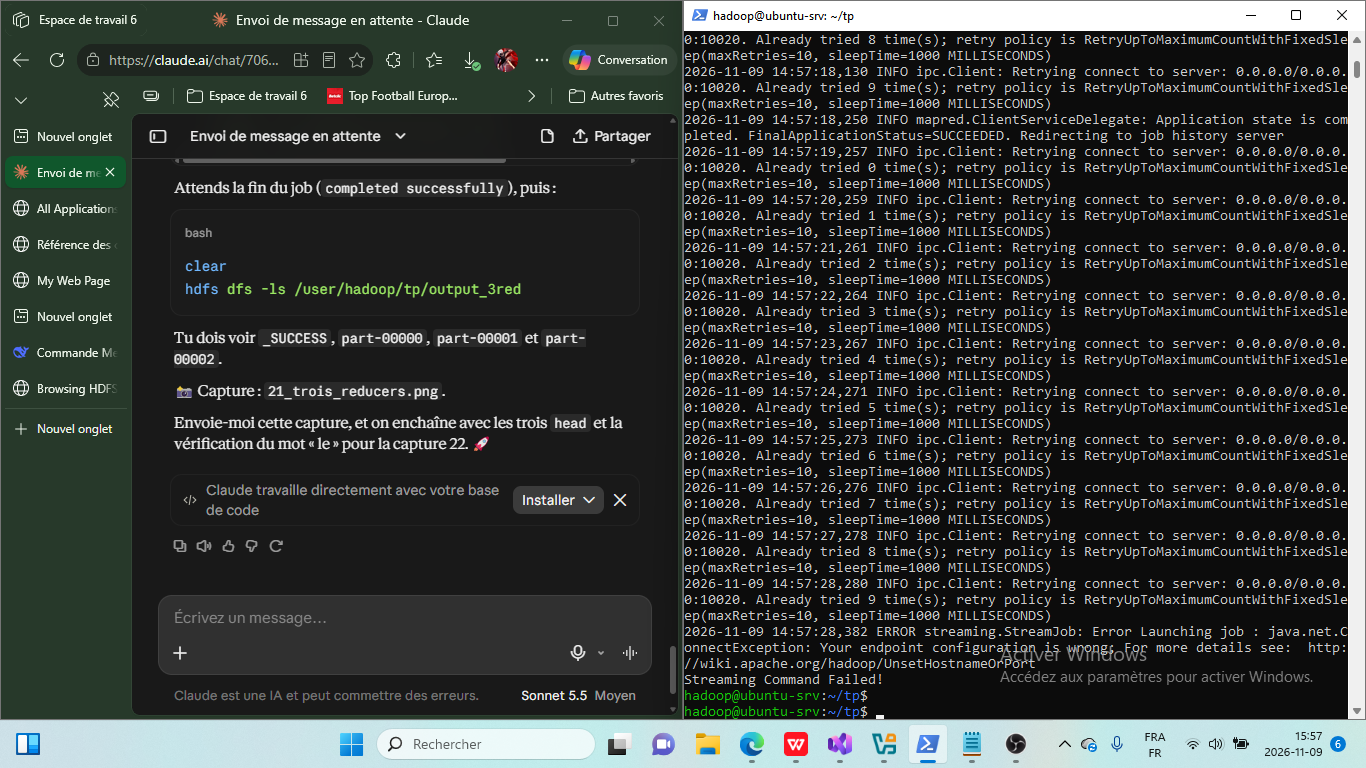 Espace de travail 6
Envoi de message en attente - Claude
https://claude.ai/chat/706...
Conversation
Espace de travail 6
Top Football Europ...
Autres favoris
Nouvel onglet
Envoi de me
All Applications
Référence des
My Web Page
Nouvel onglet
Commande Me
Browsing HDFS
Nouvel onglet
Envoi de message en attente
Partager
Attends la fin du job ( completed successfully ), puis :
bash
clear
hdfs dfs -ls /user/hadoop/tp/output_3red
Tu dois voir _SUCCESS , part-00000 , part-00001 et part-
00002 .
📸 Capture : 21_trois_reducers.png .
Envoie-moi cette capture, et on enchaîne avec les trois head et la
vérification du mot « le » pour la capture 22. 🚀
Claude travaille directement avec votre base
de code
Installer
Écrivez un message...
Claude est une IA et peut commettre des erreurs.
Sonnet 5.5 Moyen
hadoop@ubuntu-srv: ~/tp
0:10020. Already tried 8 time(s); retry policy is RetryUpToMaximumCountWithFixedSle
ep(maxRetries=10, sleepTime=1000 MILLISECONDS)
2026-11-09 14:57:18,130 INFO ipc.Client: Retrying connect to server: 0.0.0.0/0.0.0.
0:10020. Already tried 9 time(s); retry policy is RetryUpToMaximumCountWithFixedSle
ep(maxRetries=10, sleepTime=1000 MILLISECONDS)
2026-11-09 14:57:18,250 INFO mapred.ClientServiceDelegate: Application state is com
pleted. FinalApplicationStatus=SUCCEEDED. Redirecting to job history server
2026-11-09 14:57:19,257 INFO ipc.Client: Retrying connect to server: 0.0.0.0/0.0.0.
0:10020. Already tried 0 time(s); retry policy is RetryUpToMaximumCountWithFixedSle
ep(maxRetries=10, sleepTime=1000 MILLISECONDS)
2026-11-09 14:57:20,259 INFO ipc.Client: Retrying connect to server: 0.0.0.0/0.0.0.
0:10020. Already tried 1 time(s); retry policy is RetryUpToMaximumCountWithFixedSle
ep(maxRetries=10, sleepTime=1000 MILLISECONDS)
2026-11-09 14:57:21,261 INFO ipc.Client: Retrying connect to server: 0.0.0.0/0.0.0.
0:10020. Already tried 2 time(s); retry policy is RetryUpToMaximumCountWithFixedSle
ep(maxRetries=10, sleepTime=1000 MILLISECONDS)
2026-11-09 14:57:22,264 INFO ipc.Client: Retrying connect to server: 0.0.0.0/0.0.0.
0:10020. Already tried 3 time(s); retry policy is RetryUpToMaximumCountWithFixedSle
ep(maxRetries=10, sleepTime=1000 MILLISECONDS)
2026-11-09 14:57:23,267 INFO ipc.Client: Retrying connect to server: 0.0.0.0/0.0.0.
0:10020. Already tried 4 time(s); retry policy is RetryUpToMaximumCountWithFixedSle
ep(maxRetries=10, sleepTime=1000 MILLISECONDS)
2026-11-09 14:57:24,271 INFO ipc.Client: Retrying connect to server: 0.0.0.0/0.0.0.
0:10020. Already tried 5 time(s); retry policy is RetryUpToMaximumCountWithFixedSle
ep(maxRetries=10, sleepTime=1000 MILLISECONDS)
2026-11-09 14:57:25,273 INFO ipc.Client: Retrying connect to server: 0.0.0.0/0.0.0.
0:10020. Already tried 6 time(s); retry policy is RetryUpToMaximumCountWithFixedSle
ep(maxRetries=10, sleepTime=1000 MILLISECONDS)
2026-11-09 14:57:26,276 INFO ipc.Client: Retrying connect to server: 0.0.0.0/0.0.0.
0:10020. Already tried 7 time(s); retry policy is RetryUpToMaximumCountWithFixedSle
ep(maxRetries=10, sleepTime=1000 MILLISECONDS)
2026-11-09 14:57:27,278 INFO ipc.Client: Retrying connect to server: 0.0.0.0/0.0.0.
0:10020. Already tried 8 time(s); retry policy is RetryUpToMaximumCountWithFixedSle
ep(maxRetries=10, sleepTime=1000 MILLISECONDS)
2026-11-09 14:57:28,280 INFO ipc.Client: Retrying connect to server: 0.0.0.0/0.0.0.
0:10020. Already tried 9 time(s); retry policy is RetryUpToMaximumCountWithFixedSle
ep(maxRetries=10, sleepTime=1000 MILLISECONDS)
2026-11-09 14:57:28,382 ERROR streaming.StreamJob: Error Launching job : java.net.C
onnectException: Your endpoint configuration is wrong; For more details see:  http:
//wiki.apache.org/hadoop/UnsetHostnameOrPort
Streaming Command Failed!
hadoop@ubuntu-srv:~/tp$
hadoop@ubuntu-srv:~/tp$
Activer Windows
Accédez aux paramètres pour activer Windows.
Rechercher
FRA
FR
15:57
2026-11-09
6